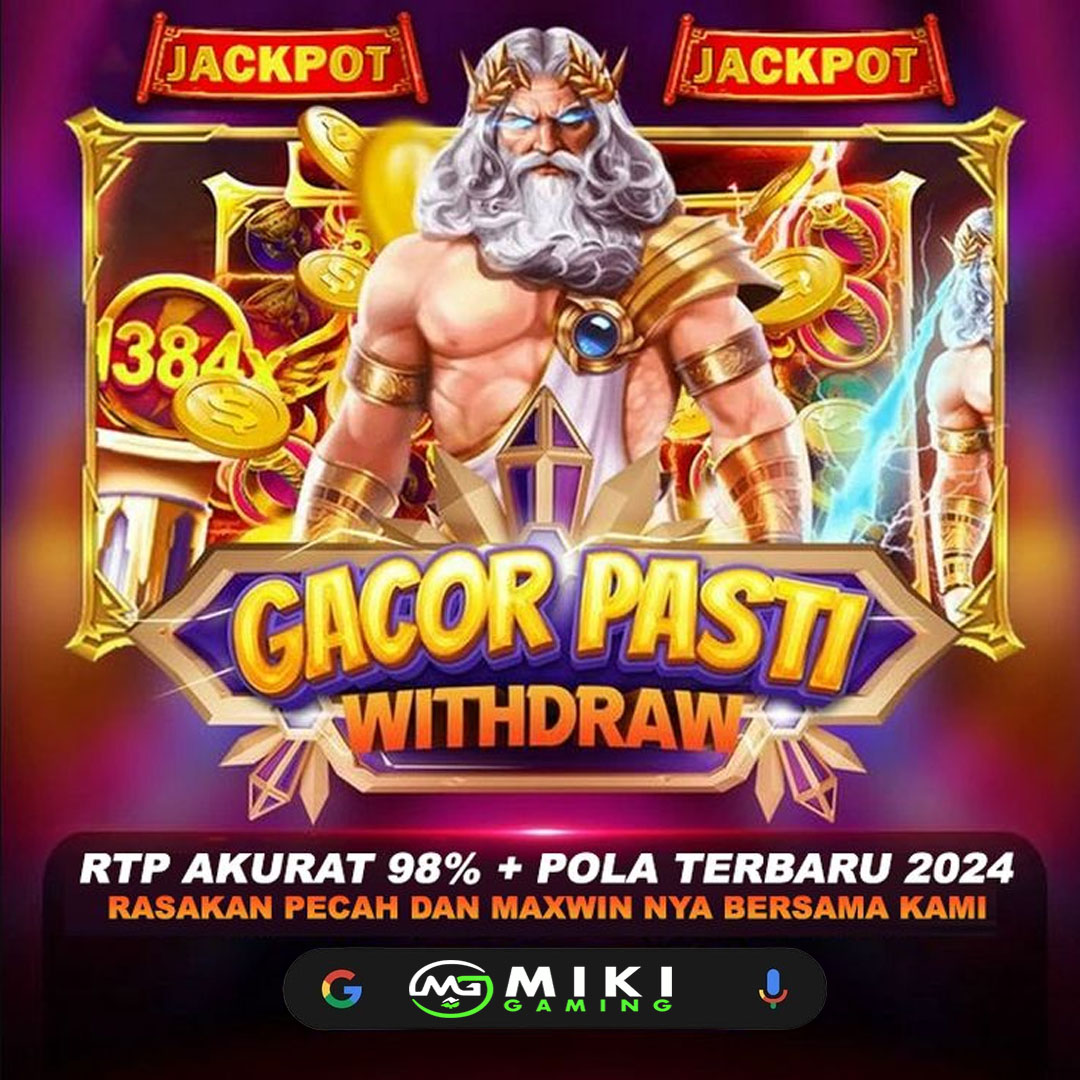 JACKPOT
JACKPOT
1384x
GACOR PASTI
WITHDRAW
RTP AKURAT 98% + POLA TERBARU 2024
RASAKAN PECAH DAN MAXWIN NYA BERSAMA KAMI
G MG MIKI
GAMING